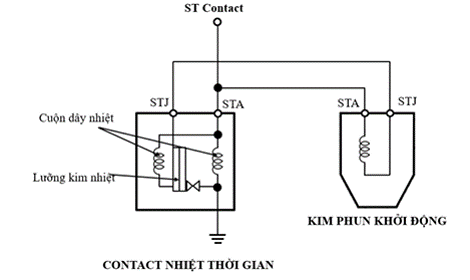 ST Contact
STJ
STA
STA
STJ
Cuộn dây nhiệt
Lưỡng kim nhiệt
KIM PHUN KHỞI ĐỘNG
CONTACT NHIỆT THỜI GIAN